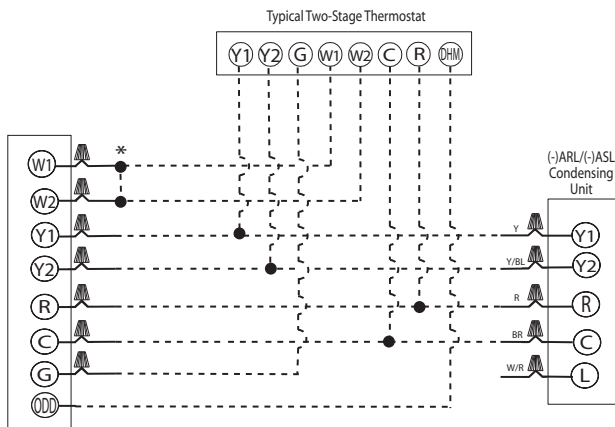 Typical Two-Stage Thermostat
Y1 Y2 G W1 W2 C R DHM
*
W1
W2
Y1
Y2
R
C
G
ODD
(-)ARL/(-)ASL
Condensing
Unit
Y Y1
Y/BL Y2
R R
BR C
W/R L